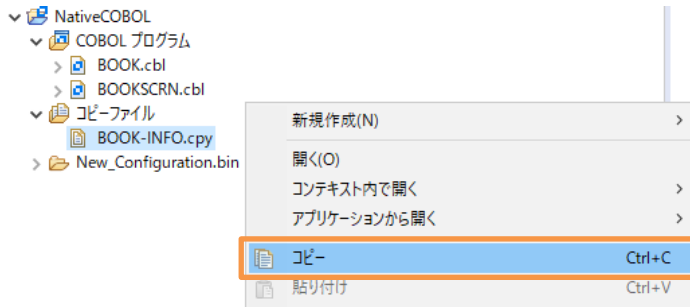 NativeCOBOL
COBOL プログラム
BOOK.cbl
BOOKSCRN.cbl
コピーファイル
BOOK-INFO.cpy
New_Configuration.bin
新規作成(N)
開く(O)
コンテキスト内で開く
アプリケーションから開く
コピー Ctrl+C
貼り付け Ctrl+V